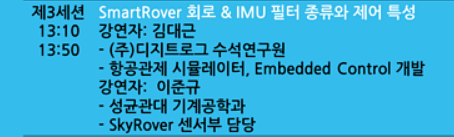 제3세션 SmartRover 회로 & IMU 필터 종류와 제어 특성
13:10 강연자: 김대근
13:50 - (주)디지트로그 수석연구원
- 항공관제 시뮬레이터, Embedded Control 개발
강연자: 이준규
- 성균관대 기계공학과
- SkyRover 센서부 담당